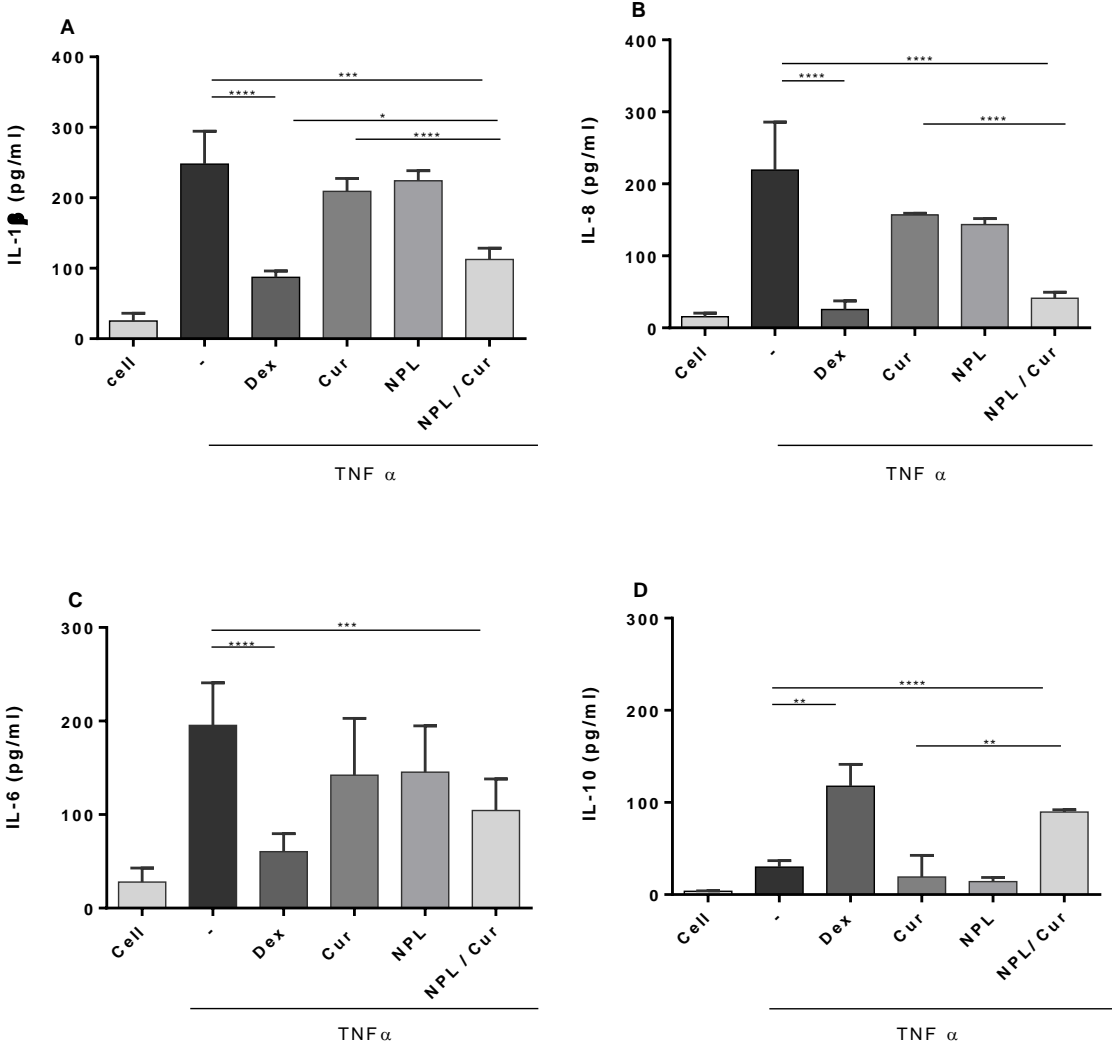 A
IL-1β (pg/ml)
400
300
200
100
0
***
****
*
****
cell
-
Dex
Cur
NPL
NPL / Cur
TNF α
B
IL-8 (pg/ml)
400
300
200
100
0
****
****
****
Cell
-
Dex
Cur
NPL
NPL / Cur
TNF α
C
IL-6 (pg/ml)
300
200
100
0
***
****
Cell
-
Dex
Cur
NPL
NPL / Cur
TNF α
D
IL-10 (pg/ml)
300
200
100
0
****
**
**
Cell
-
Dex
Cur
NPL
NPL/ Cur
TNF α